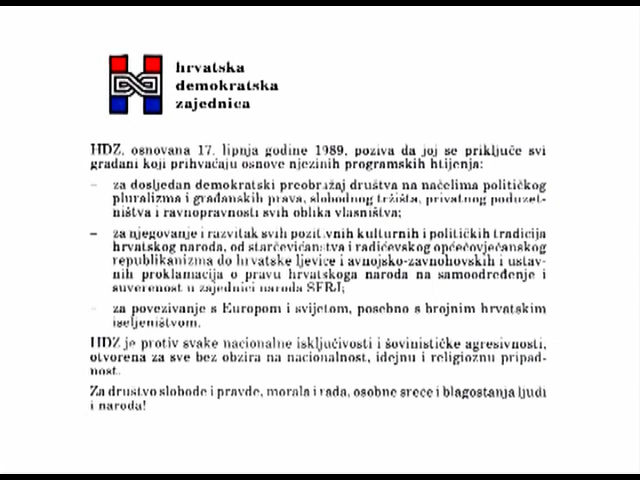 hrvatska
demokratska
zajednica
HDZ, osnovana 17. lipnja godine 1989, poziva da joj se priključe svi
građani koji prihvaćaju osnove njezinih programskih htijenja:
– za dosljedan demokratski preobražaj društva na načelima političkog
pluralizma i građanskih prava, slobodnog tržišta, privatnog poduzet-
ništva i ravnopravnosti svih oblika vlasništva;
– za njegovanje i razvitak svih pozitivnih kulturnih i političkih tradicija
hrvatskog naroda, od starčevićanstva i radićevskog općečovječanskog
republikanizma do hrvatske ljevice i avnojsko-zavnohovskih i ustav-
nih proklamacija o pravu hrvatskoga naroda na samoodređenje i
suverenost u zajednici naroda SFRJ;
– za povezivanje s Europom i svijetom, posebno s brojnim hrvatskim
iseljeništvom.
HDZ je protiv svake nacionalne isključivosti i šovinističke agresivnosti,
otvorena za sve bez obzira na nacionalnost, idejnu i religioznu pripad-
nost.
Za društvo slobode i pravde, morala i rada, osobne sreće i blagostanja ljudi
i naroda!